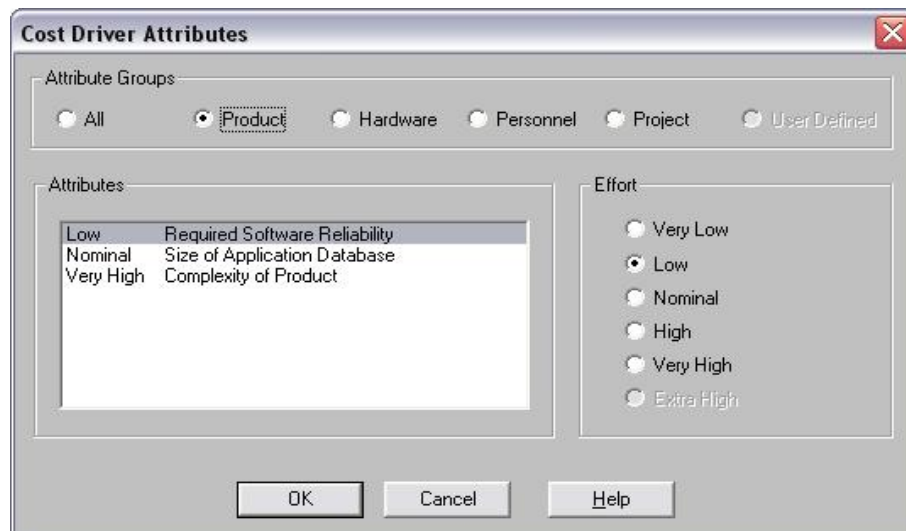 Cost Driver Attributes
Attribute Groups
All Product Hardware Personnel Project User Defined
Attributes
Low Required Software Reliability
Nominal Size of Application Database
Very High Complexity of Product
Effort
Very Low
Low
Nominal
High
Very High
Extra High
OK Cancel Help